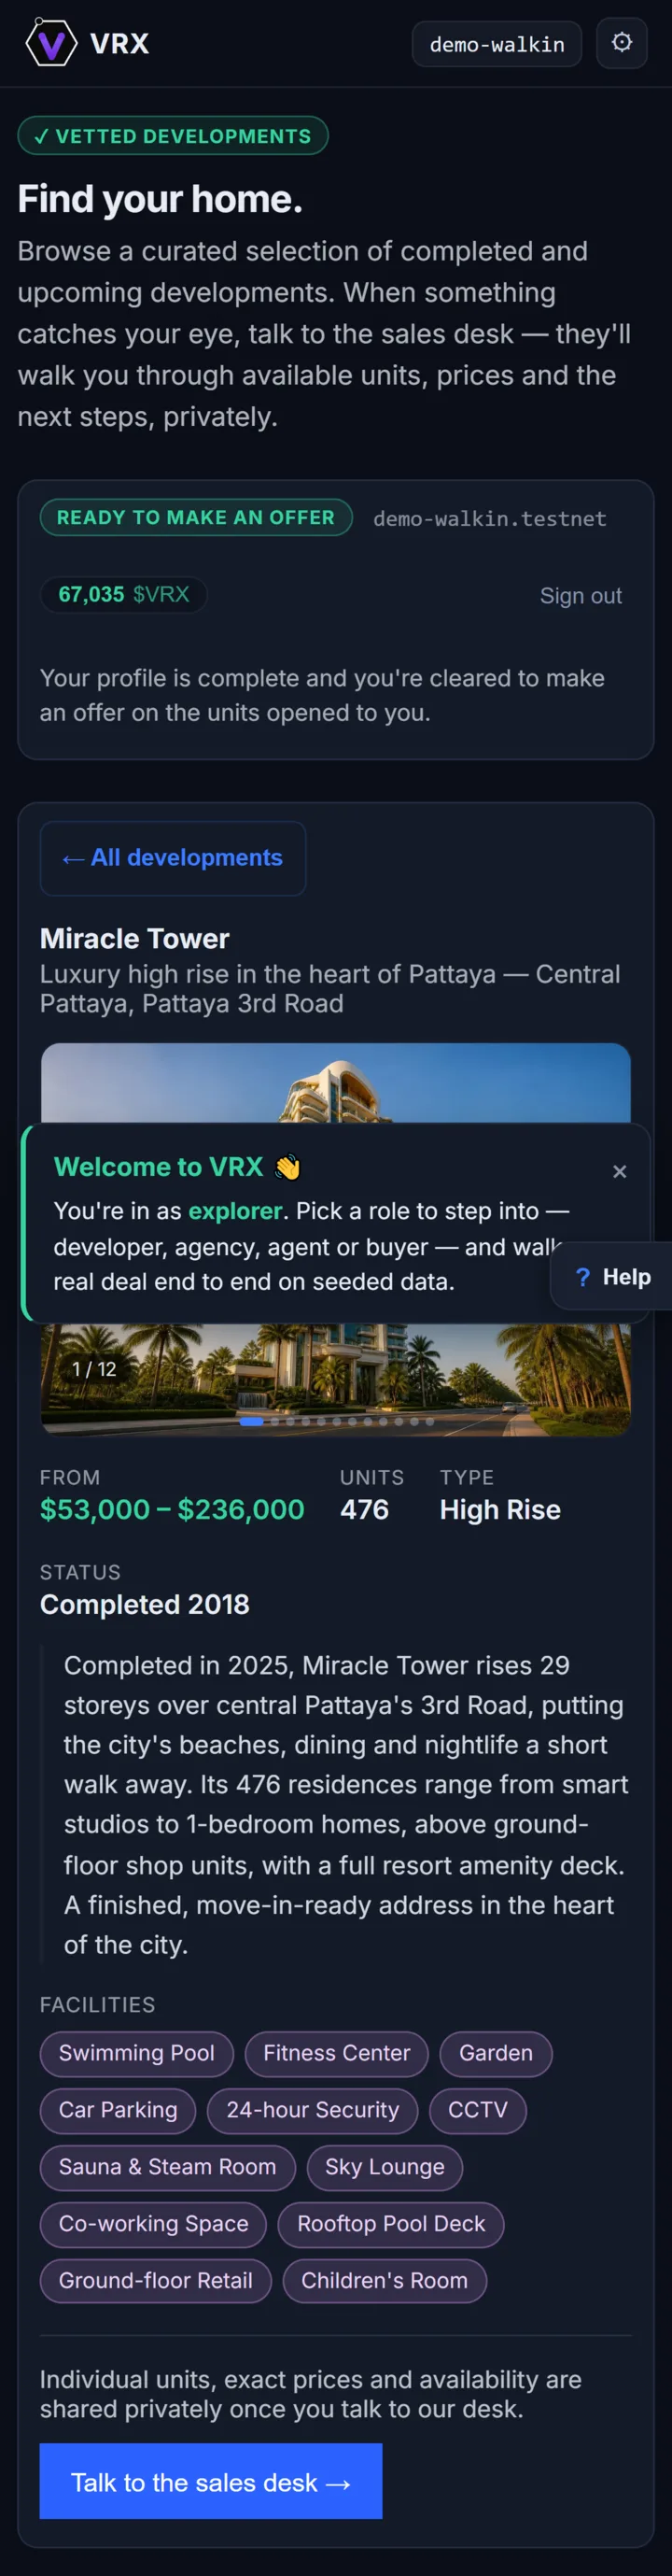 VRX
demo-walkin
✓ VETTED DEVELOPMENTS
Find your home.
Browse a curated selection of completed and
upcoming developments. When something
catches your eye, talk to the sales desk — they'll
walk you through available units, prices and the
next steps, privately.
READY TO MAKE AN OFFER
demo-walkin.testnet
67,035 $VRX
Sign out
Your profile is complete and you're cleared to make
an offer on the units opened to you.
← All developments
Miracle Tower
Luxury high rise in the heart of Pattaya — Central
Pattaya, Pattaya 3rd Road
Welcome to VRX 👋
×
You're in as explorer. Pick a role to step into —
developer, agency, agent or buyer — and walk
real deal end to end on seeded data.
? Help
1 / 12
FROM
$53,000 – $236,000
UNITS
476
TYPE
High Rise
STATUS
Completed 2018
Completed in 2025, Miracle Tower rises 29
storeys over central Pattaya's 3rd Road, putting
the city's beaches, dining and nightlife a short
walk away. Its 476 residences range from smart
studios to 1-bedroom homes, above ground-
floor shop units, with a full resort amenity deck.
A finished, move-in-ready address in the heart
of the city.
FACILITIES
Swimming Pool
Fitness Center
Garden
Car Parking
24-hour Security
CCTV
Sauna & Steam Room
Sky Lounge
Co-working Space
Rooftop Pool Deck
Ground-floor Retail
Children's Room
Individual units, exact prices and availability are
shared privately once you talk to our desk.
Talk to the sales desk →